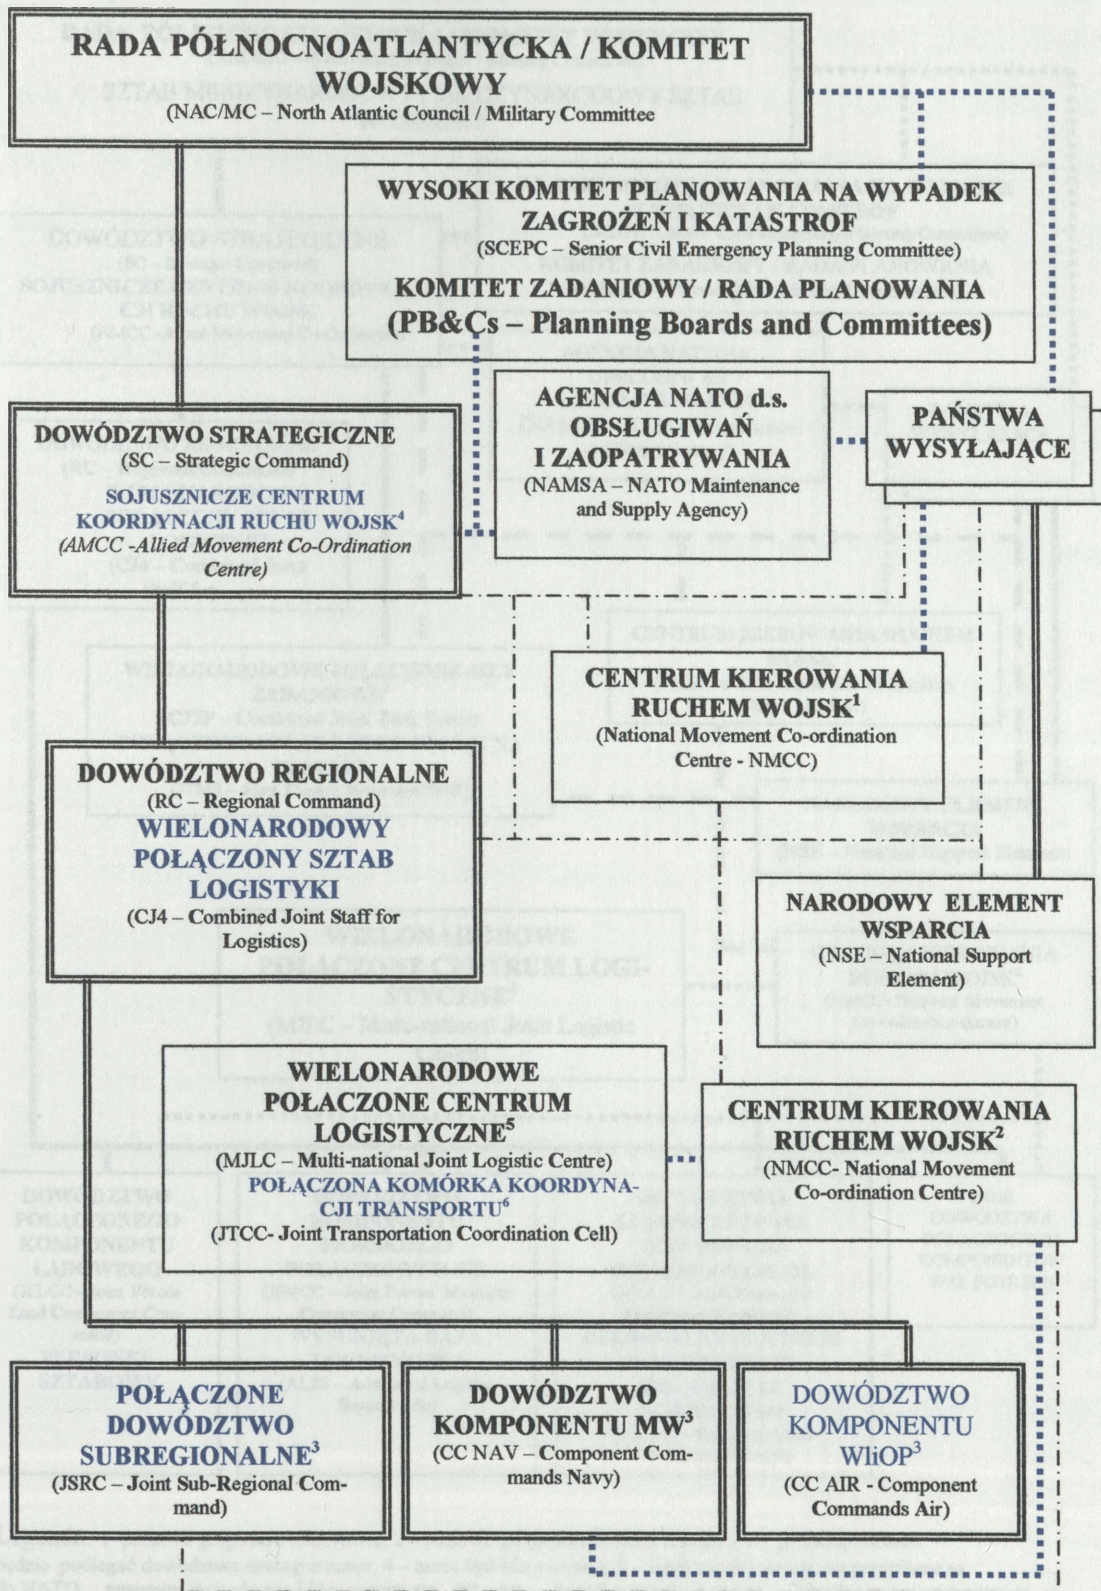 RADA PÓŁNOCNOATLANTYCKA / KOMITET
WOJSKOWY
(NAC/MC – North Atlantic Council / Military Committee
WYSOKI KOMITET PLANOWANIA NA WYPADEK
ZAGROŻEŃ I KATASTROF
(SCEPC – Senior Civil Emergency Planning Committee)
KOMITET ZADANIOWY / RADA PLANOWANIA
(PB&Cs – Planning Boards and Committees)
DOWÓDZTWO STRATEGICZNE
(SC – Strategic Command)
SOJUSZNICZE CENTRUM
KOORDYNACJI RUCHU WOJSK⁴
(AMCC -Allied Movement Co-Ordination
Centre)
AGENCJA NATO d.s.
OBSŁUGIWAŃ
I ZAOPATRYWANIA
(NAMSA – NATO Maintenance
and Supply Agency)
PAŃSTWA
WYSYŁAJĄCE
CENTRUM KIEROWANIA
RUCHEM WOJSK¹
(National Movement Co-ordination
Centre - NMCC)
DOWÓDZTWO REGIONALNE
(RC – Regional Command)
WIELONARODOWY
POŁĄCZONY SZTAB
LOGISTYKI
(CJ4 – Combined Joint Staff for
Logistics)
NARODOWY ELEMENT
WSPARCIA
(NSE – National Support
Element)
WIELONARODOWE
POŁĄCZONE CENTRUM
LOGISTYCZNE⁵
(MJLC – Multi-national Joint Logistic Centre)
POŁĄCZONA KOMÓRKA KOORDYNA-
CJI TRANSPORTU⁶
(JTCC- Joint Transportation Coordination Cell)
CENTRUM KIEROWANIA
RUCHEM WOJSK²
(NMCC- National Movement
Co-ordination Centre)
POŁĄCZONE
DOWÓDZTWO
SUBREGIONALNE³
(JSRC – Joint Sub-Regional Com-
mand)
DOWÓDZTWO
KOMPONENTU MW³
(CC NAV – Component Com-
mands Navy)
DOWÓDZTWO
KOMPONENTU
WliOP³
(CC AIR - Component
Commands Air)